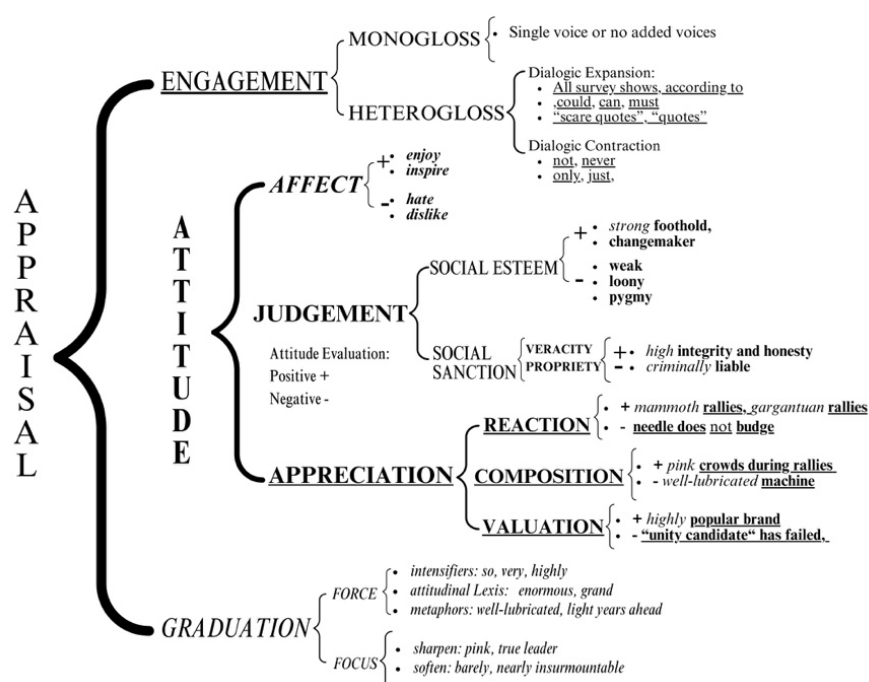 APPRAISAL
ENGAGEMENT
MONOGLOSS
• Single voice or no added voices
HETEROGLOSS
Dialogic Expansion:
• All survey shows, according to
• ,could, can, must
• “scare quotes”, “quotes”
Dialogic Contraction
• not, never
• only, just,
ATTITUDE
AFFECT
+ • enjoy
• inspire
- • hate
• dislike
JUDGEMENT
Attitude Evaluation:
Positive +
Negative -
SOCIAL ESTEEM
+ • strong foothold,
• changemaker
- • weak
• loony
• pygmy
SOCIAL
SANCTION
VERACITY
PROPRIETY
+ • high integrity and honesty
- • criminally liable
APPRECIATION
REACTION
• + mammoth rallies, gargantuan rallies
• - needle does not budge
COMPOSITION
• + pink crowds during rallies
• - well-lubricated machine
VALUATION
• + highly popular brand
• - “unity candidate“ has failed,
GRADUATION
FORCE
• intensifiers: so, very, highly
• attitudinal Lexis: enormous, grand
• metaphors: well-lubricated, light years ahead
FOCUS
• sharpen: pink, true leader
• soften: barely, nearly insurmountable